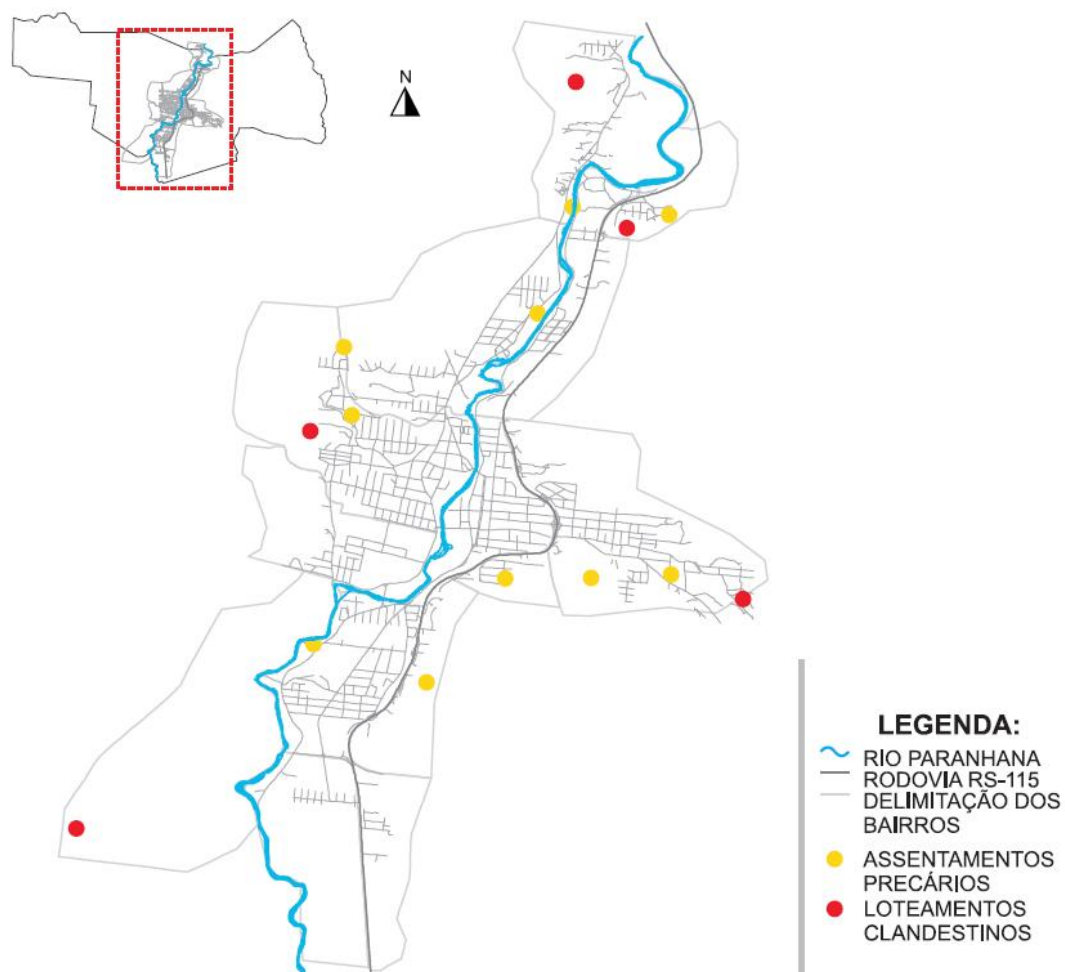 N
LEGENDA:
RIO PARANHANA
RODOVIA RS-115
DELIMITAÇÃO DOS
BAIRROS
ASSENTAMENTOS
PRECÁRIOS
LOTEAMENTOS
CLANDESTINOS